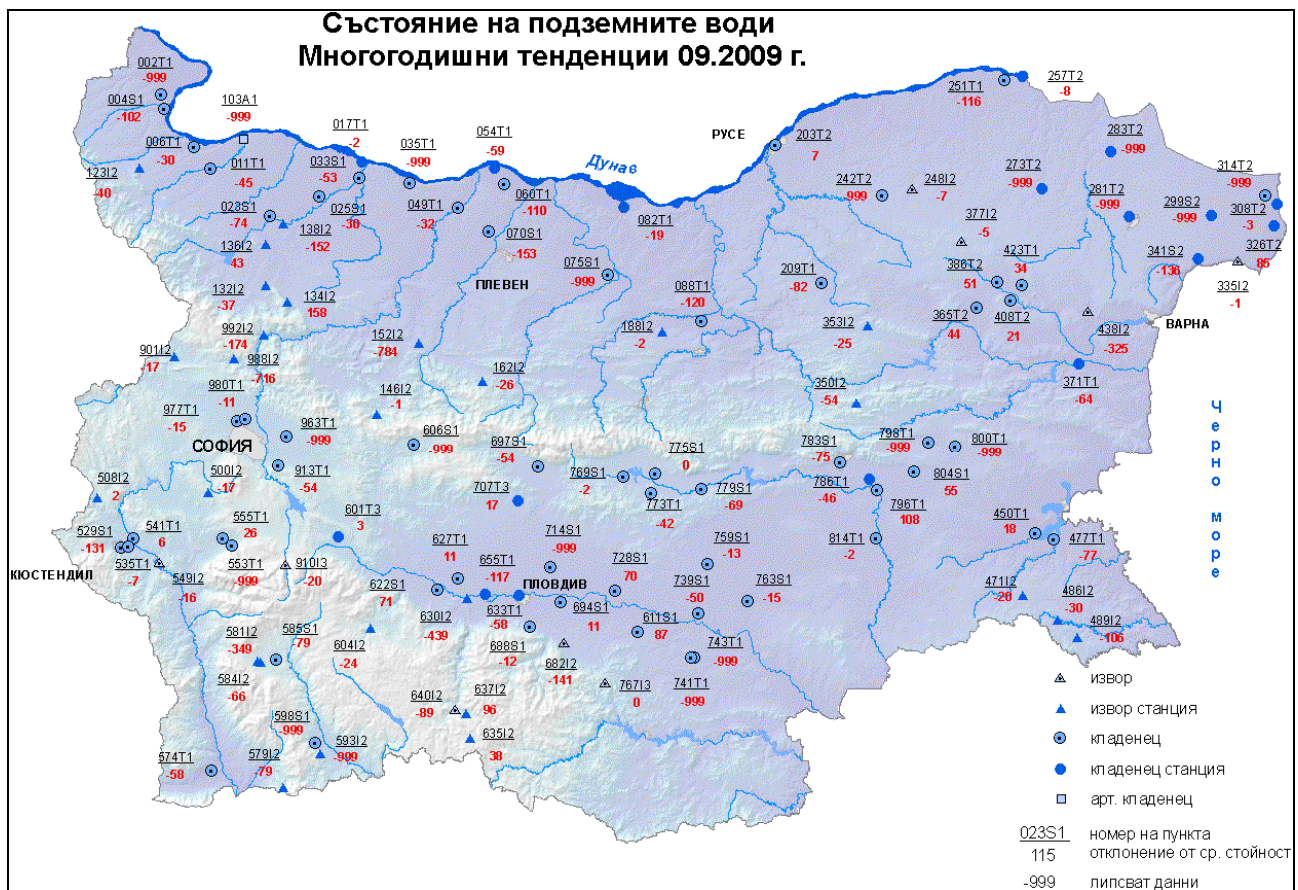 Състояние на подземните води
Многогодишни тенденции 09.2009 г.
002T1
-999
004S1
-102
103A1
-999
006T1
-30
011T1
-45
123I2
-40
017T1
-2
033S1
-53
035T1
-999
054T1
-59
Дунав
РУСЕ
203T2
7
251T1
-116
257T2
-8
283T2
-999
314T2
-999
273T2
-999
242T2
-999
248I2
-7
281T2
-999
299S2
-999
308T2
-3
326T2
85
335I2
-1
341S2
-136
377I2
-5
423T1
34
386T2
51
028S1
-74
025S1
-30
138I2
-152
049T1
-32
060T1
-110
070S1
-153
082T1
-19
136I2
43
132I2
-37
134I2
158
ПЛЕВЕН
075S1
-999
088T1
-120
209T1
-82
365T2
44
408T2
21
438I2
-325
ВАРНА
992I2
-174
988I2
-716
901I2
17
152I2
-784
188I2
-2
353I2
-25
162I2
-26
146I2
-1
350I2
-54
371T1
-64
980T1
-11
977T1
-15
963T1
-999
СОФИЯ
606S1
-999
697S1
-54
775S1
0
769S1
-2
783S1
-75
798T1
-999
800T1
-999
804S1
55
913T1
-54
500I2
-17
508I2
2
707T3
17
773T1
-42
779S1
-69
786T1
-46
796T1
108
Черно море
529S1
-131
541T1
6
555T1
26
601T3
3
714S1
-999
759S1
-13
814T1
-2
450T1
18
477T1
-77
КЮСТЕНДИЛ
535T1
-7
549I2
16
553T1
-999
910I3
-20
627T1
11
655T1
-117
ПЛОВДИВ
728S1
70
739S1
-50
763S1
-15
471I2
-20
486I2
-30
489I2
-106
622S1
71
630I2
-439
633T1
-58
694S1
11
611S1
87
581I2
-349
585S1
79
604I2
-24
688S1
-12
682I2
-141
743T1
-999
741T1
-999
584I2
-66
640I2
-89
637I2
96
767I3
0
598S1
-999
593I2
-999
635I2
38
574T1
-58
579I2
-79
извор
извор станция
кладенец
кладенец станция
арт. кладенец
023S1 номер на пункта
115 отклонение от ср. стойност
-999 липсват данни